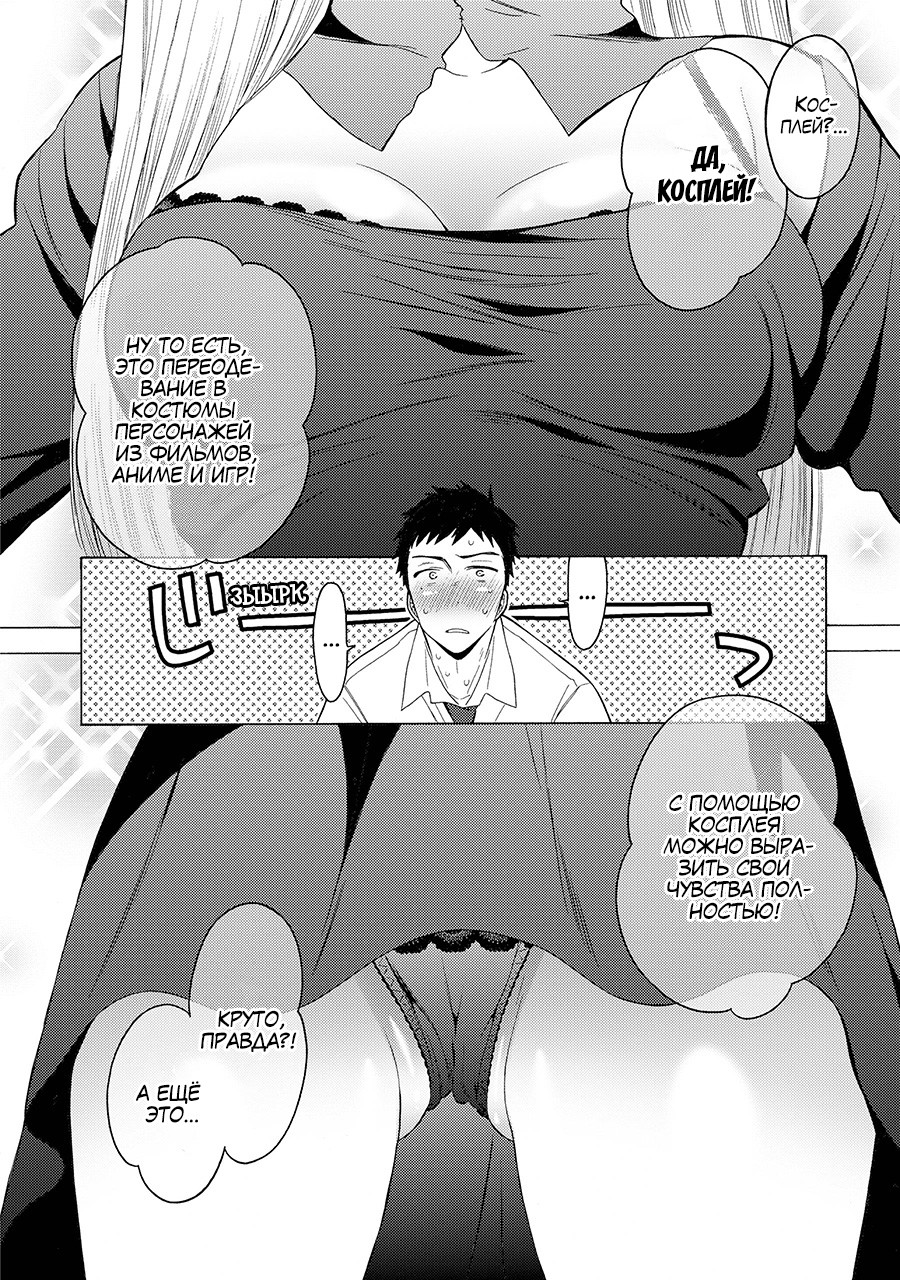 КОС-
ПЛЕЙ?...
ДА,
КОСПЛЕЙ!
НУ ТО ЕСТЬ,
ЭТО ПЕРЕОДЕ-
ВАНИЕ В
КОСТЮМЫ
ПЕРСОНАЖЕЙ
ИЗ ФИЛЬМОВ,
АНИМЕ И ИГР!
ЗЫЫРК
...
...
С ПОМОЩЬЮ
КОСПЛЕЯ
МОЖНО ВЫРА-
ЗИТЬ СВОИ
ЧУВСТВА ПОЛ-
НОСТЬЮ!
КРУТО,
ПРАВДА?!
А ЕЩЁ
ЭТО...